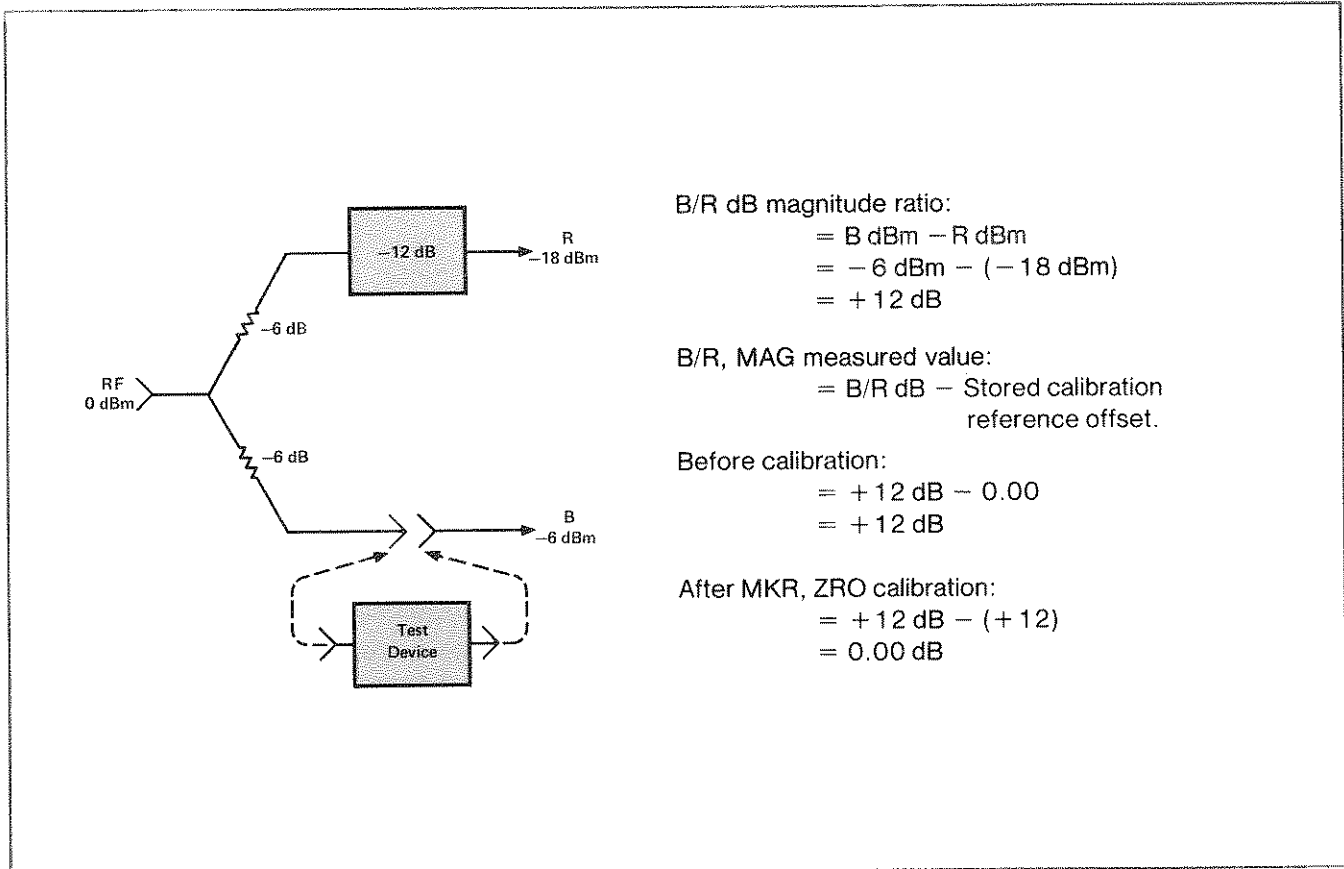 −12 dB
R
−18 dBm
−6 dB
RF
0 dBm
−6 dB
B
−6 dBm
Test
Device
B/R dB magnitude ratio:
= B dBm − R dBm
= −6 dBm − (−18 dBm)
= +12 dB
B/R, MAG measured value:
= B/R dB − Stored calibration
reference offset.
Before calibration:
= +12 dB − 0.00
= +12 dB
After MKR, ZRO calibration:
= +12 dB − (+12)
= 0.00 dB